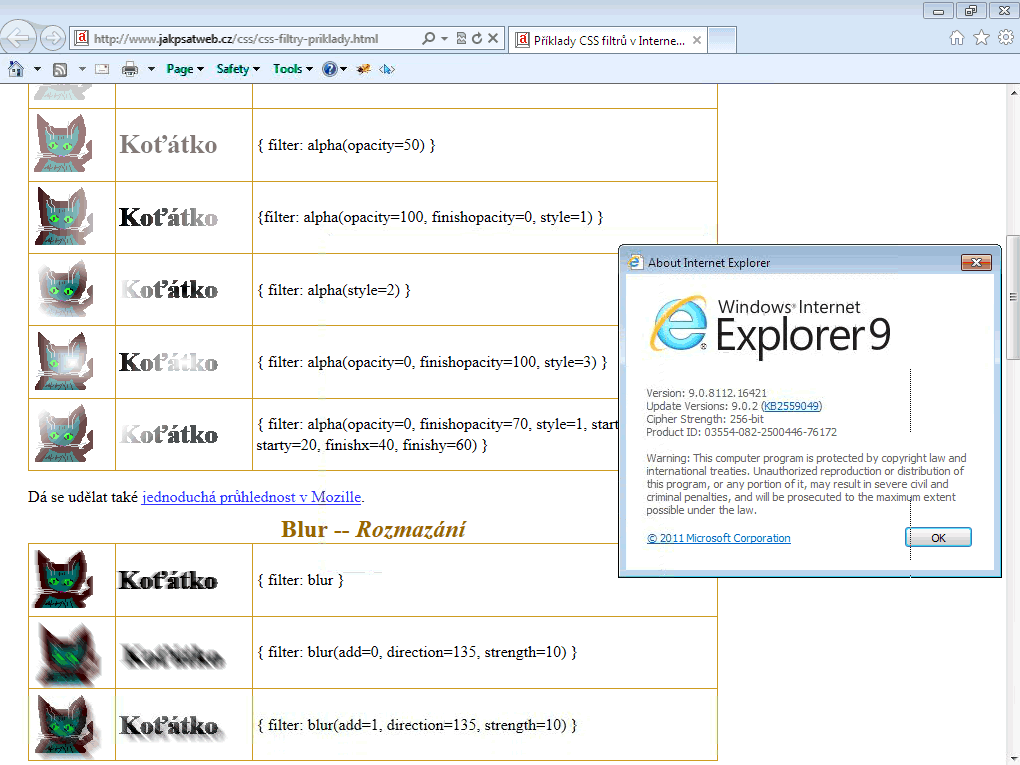 http://www.jakpsatweb.cz/css/css-filtry-priklady.html
Příklady CSS filtrů v Interne...
Page Safety Tools
Koťátko { filter: alpha(opacity=50) }
Koťátko {filter: alpha(opacity=100, finishopacity=0, style=1) }
Koťátko { filter: alpha(style=2) }
Koťátko { filter: alpha(opacity=0, finishopacity=100, style=3) }
Koťátko { filter: alpha(opacity=0, finishopacity=70, style=1, start
starty=20, finishx=40, finishy=60) }
Dá se udělat také jednoduchá průhlednost v Mozille.
Blur -- Rozmazání
Koťátko { filter: blur }
Koťátko { filter: blur(add=0, direction=135, strength=10) }
Koťátko { filter: blur(add=1, direction=135, strength=10) }
About Internet Explorer
Windows® Internet
Explorer 9
Version: 9.0.8112.16421
Update Versions: 9.0.2 (KB2559049)
Cipher Strength: 256-bit
Product ID: 03554-082-2500446-76172
Warning: This computer program is protected by copyright law and
international treaties. Unauthorized reproduction or distribution of
this program, or any portion of it, may result in severe civil and
criminal penalties, and will be prosecuted to the maximum extent
possible under the law.
© 2011 Microsoft Corporation
OK